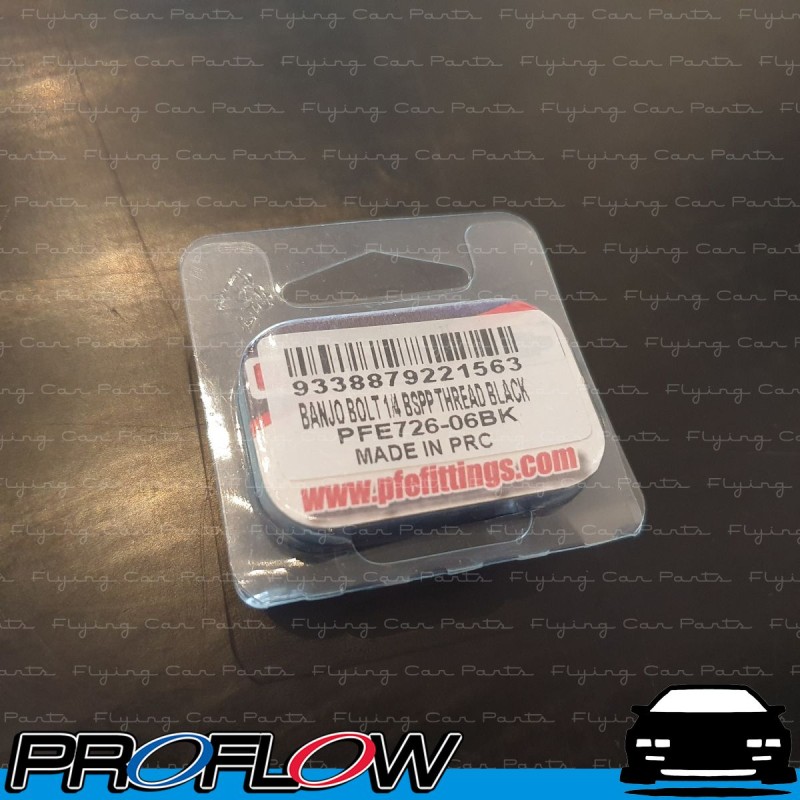 Flying Car Parts
9338879221563
BANJO BOLT 1/4 BSPP THREAD BLACK
PFE726-06BK
MADE IN PRC
www.pfefittings.com
PROFLOW